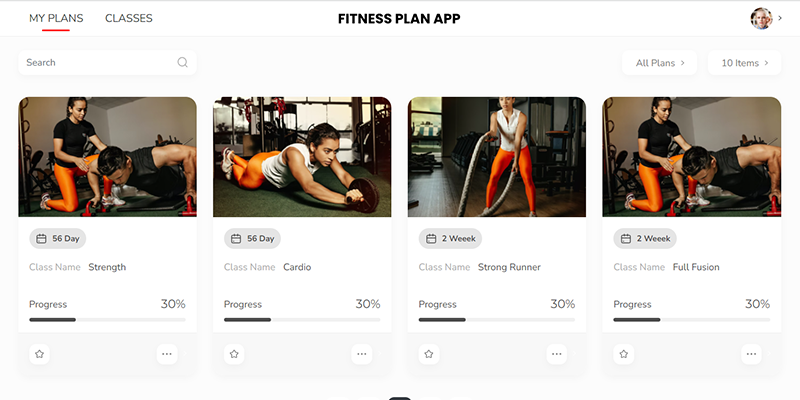 MY PLANS CLASSES FITNESS PLAN APP
Search All Plans 10 Items
56 Day 56 Day 2 Weeek 2 Weeek
Class Name Strength Class Name Cardio Class Name Strong Runner Class Name Full Fusion
Progress 30% Progress 30% Progress 30% Progress 30%